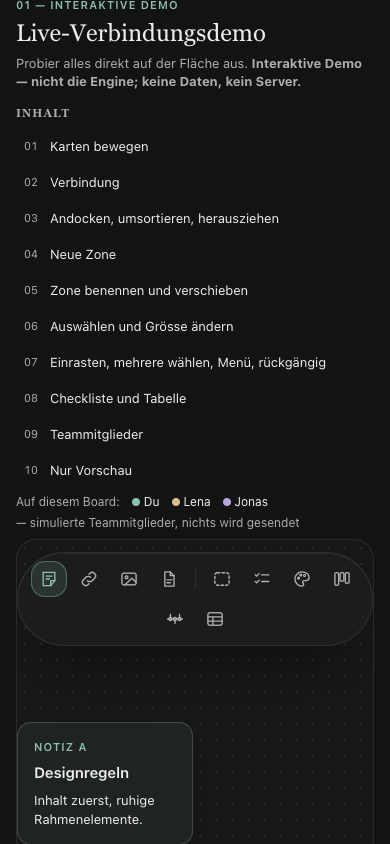 01 — INTERAKTIVE DEMO
Live-Verbindungsdemo
Probier alles direkt auf der Fläche aus. Interaktive Demo
— nicht die Engine; keine Daten, kein Server.
INHALT
01 Karten bewegen
02 Verbindung
03 Andocken, umsortieren, herausziehen
04 Neue Zone
05 Zone benennen und verschieben
06 Auswählen und Grösse ändern
07 Einrasten, mehrere wählen, Menü, rückgängig
08 Checkliste und Tabelle
09 Teammitglieder
10 Nur Vorschau
Auf diesem Board: Du Lena Jonas
— simulierte Teammitglieder, nichts wird gesendet
NOTIZ A
Designregeln
Inhalt zuerst, ruhige
Rahmenelemente.